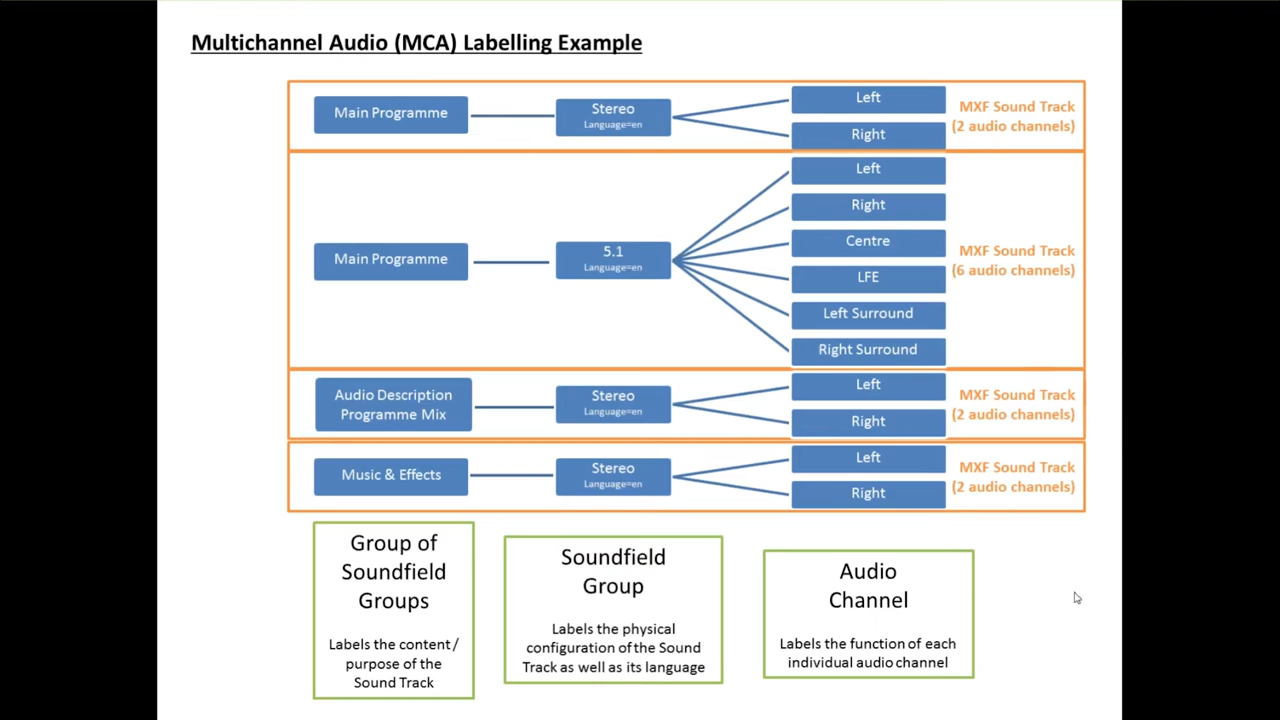 Multichannel Audio (MCA) Labelling Example
Main Programme
Stereo
Language=en
Left
Right
MXF Sound Track
(2 audio channels)
Main Programme
5.1
Language=en
Left
Right
Centre
LFE
Left Surround
Right Surround
MXF Sound Track
(6 audio channels)
Audio Description
Programme Mix
Stereo
Language=en
Left
Right
MXF Sound Track
(2 audio channels)
Music & Effects
Stereo
Language=en
Left
Right
MXF Sound Track
(2 audio channels)
Group of
Soundfield
Groups
Labels the content /
purpose of the
Sound Track
Soundfield
Group
Labels the physical
configuration of the Sound
Track as well as its language
Audio
Channel
Labels the function of each
individual audio channel